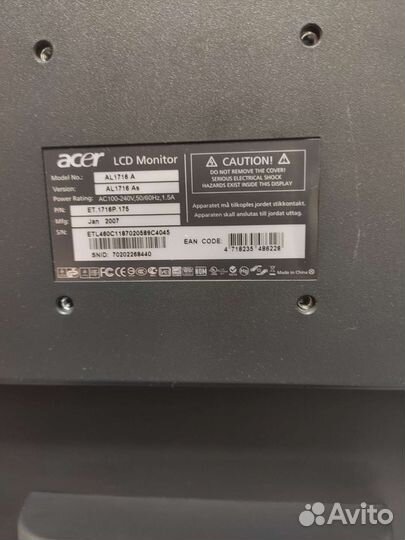 acer LCD Monitor
Model No.: AL1716 A
Version: AL1716 As
Power Rating: AC100-240V,50/60Hz,1.5A
P/N: ET.1716P.175
Mfg: Jan 2007
S/N: ETL460C1187020589C4045
SNID: 70202268440
CAUTION!
DO NOT REMOVE THE COVER!
SERIOUS ELECTRICAL SHOCK
HAZARDS EXIST INSIDE THIS DISPLAY
Apparatet må tilkoples jordet stikkontakt.
Apparaten skall anslutas till jordat uttag.
EAN CODE:
4 718235 486228
Made in China
Avito